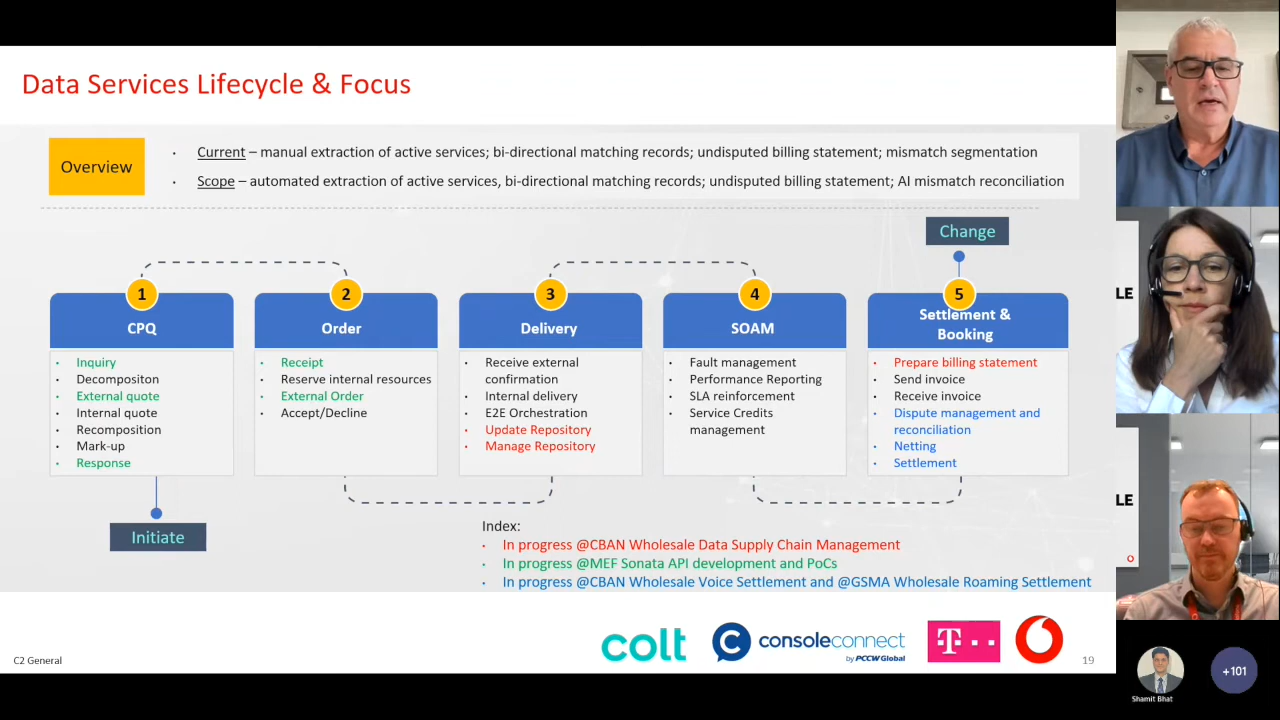 Data Services Lifecycle & Focus
Overview
Current – manual extraction of active services; bi-directional matching records; undisputed billing statement; mismatch segmentation
Scope – automated extraction of active services, bi-directional matching records; undisputed billing statement; AI mismatch reconciliation
Change
1
2
3
4
5
CPQ
Inquiry
Decompositon
External quote
Internal quote
Recomposition
Mark-up
Response
Order
Receipt
Reserve internal resources
External Order
Accept/Decline
Delivery
Receive external
confirmation
Internal delivery
E2E Orchestration
Update Repository
Manage Repository
SOAM
Fault management
Performance Reporting
SLA reinforcement
Service Credits
management
Settlement &
Booking
Prepare billing statement
Send invoice
Receive invoice
Dispute management and
reconciliation
Netting
Settlement
Initiate
Index:
In progress @CBAN Wholesale Data Supply Chain Management
In progress @MEF Sonata API development and PoCs
In progress @CBAN Wholesale Voice Settlement and @GSMA Wholesale Roaming Settlement
C2 General
colt
consoleconnect
by PCCW Global
T
19
LE
LE
Shamit Bhat
+101